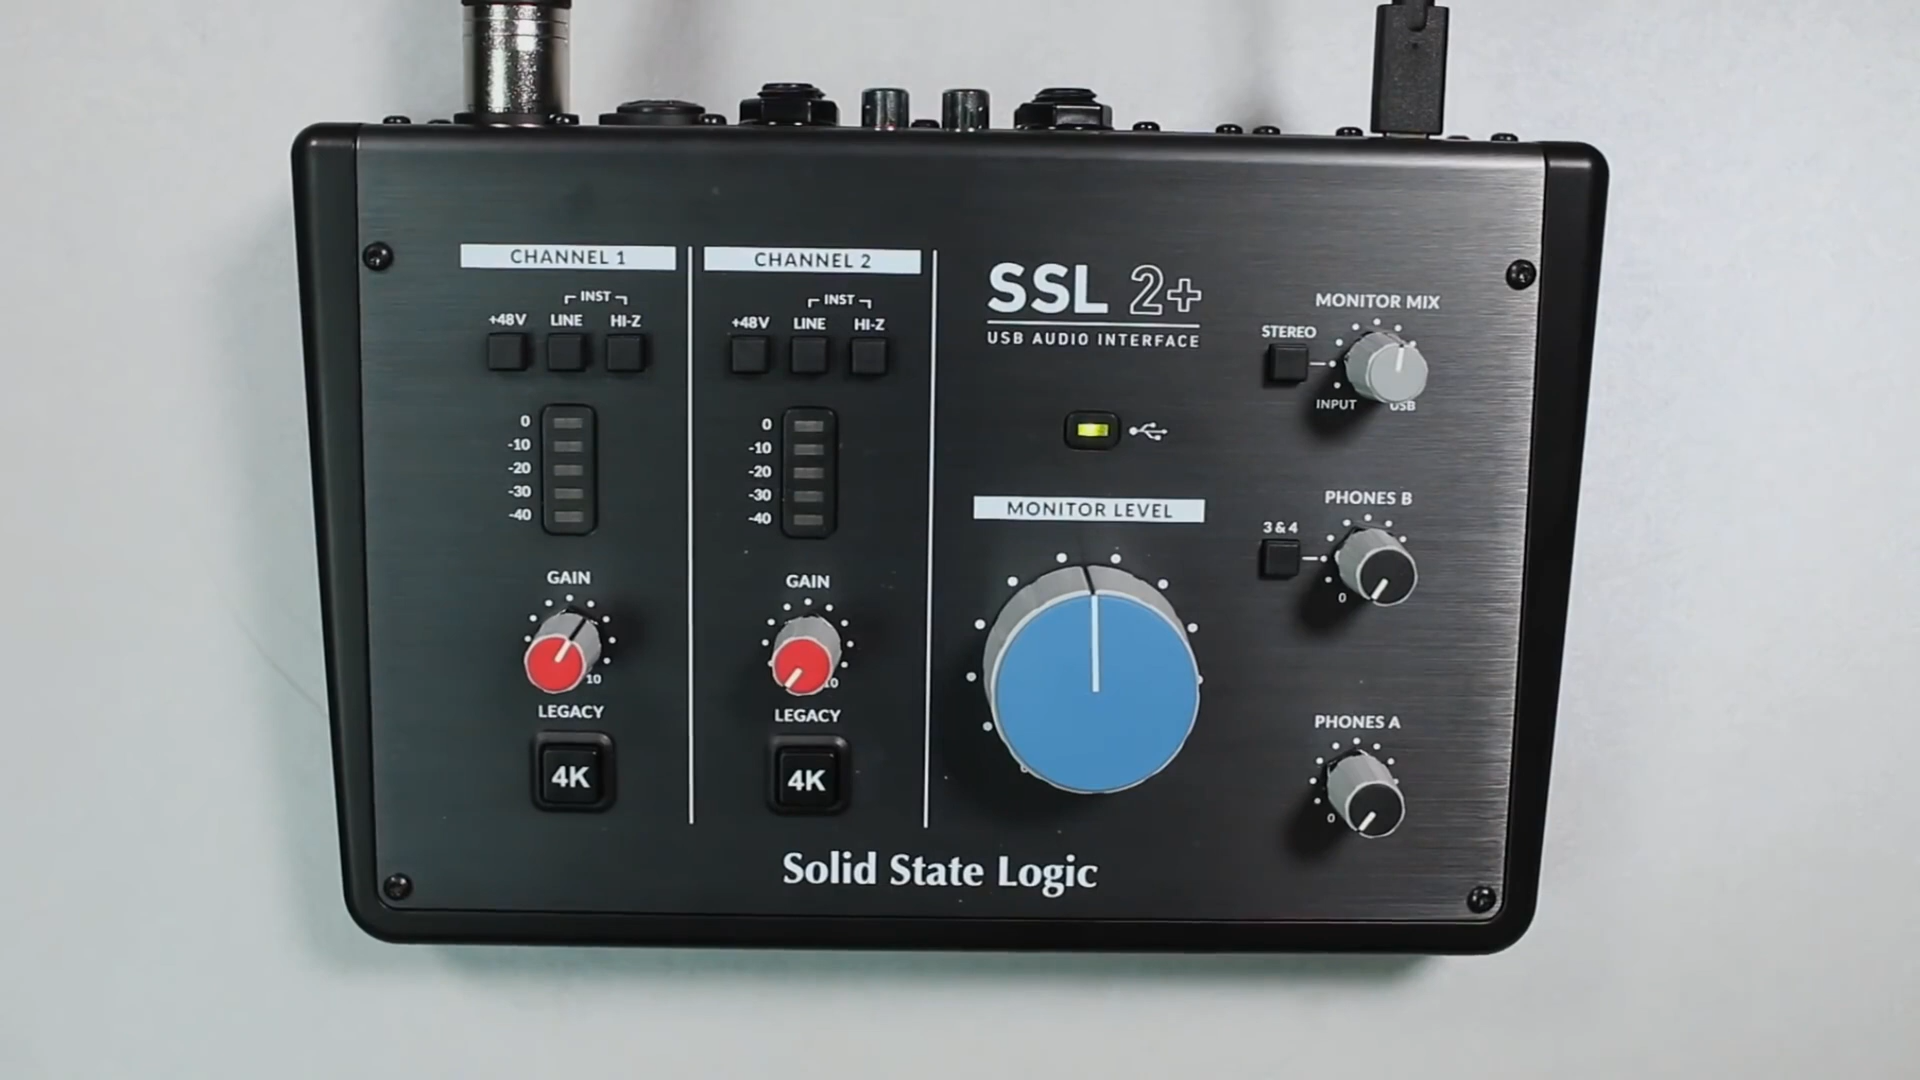 CHANNEL 1
INST
+48V LINE HI-Z
0
-10
-20
-30
-40
GAIN
10
LEGACY
4K
CHANNEL 2
INST
+48V LINE HI-Z
0
-10
-20
-30
-40
GAIN
10
LEGACY
4K
SSL 2+
USB AUDIO INTERFACE
MONITOR LEVEL
MONITOR MIX
STEREO
INPUT USB
PHONES B
3 & 4
0
PHONES A
0
Solid State Logic